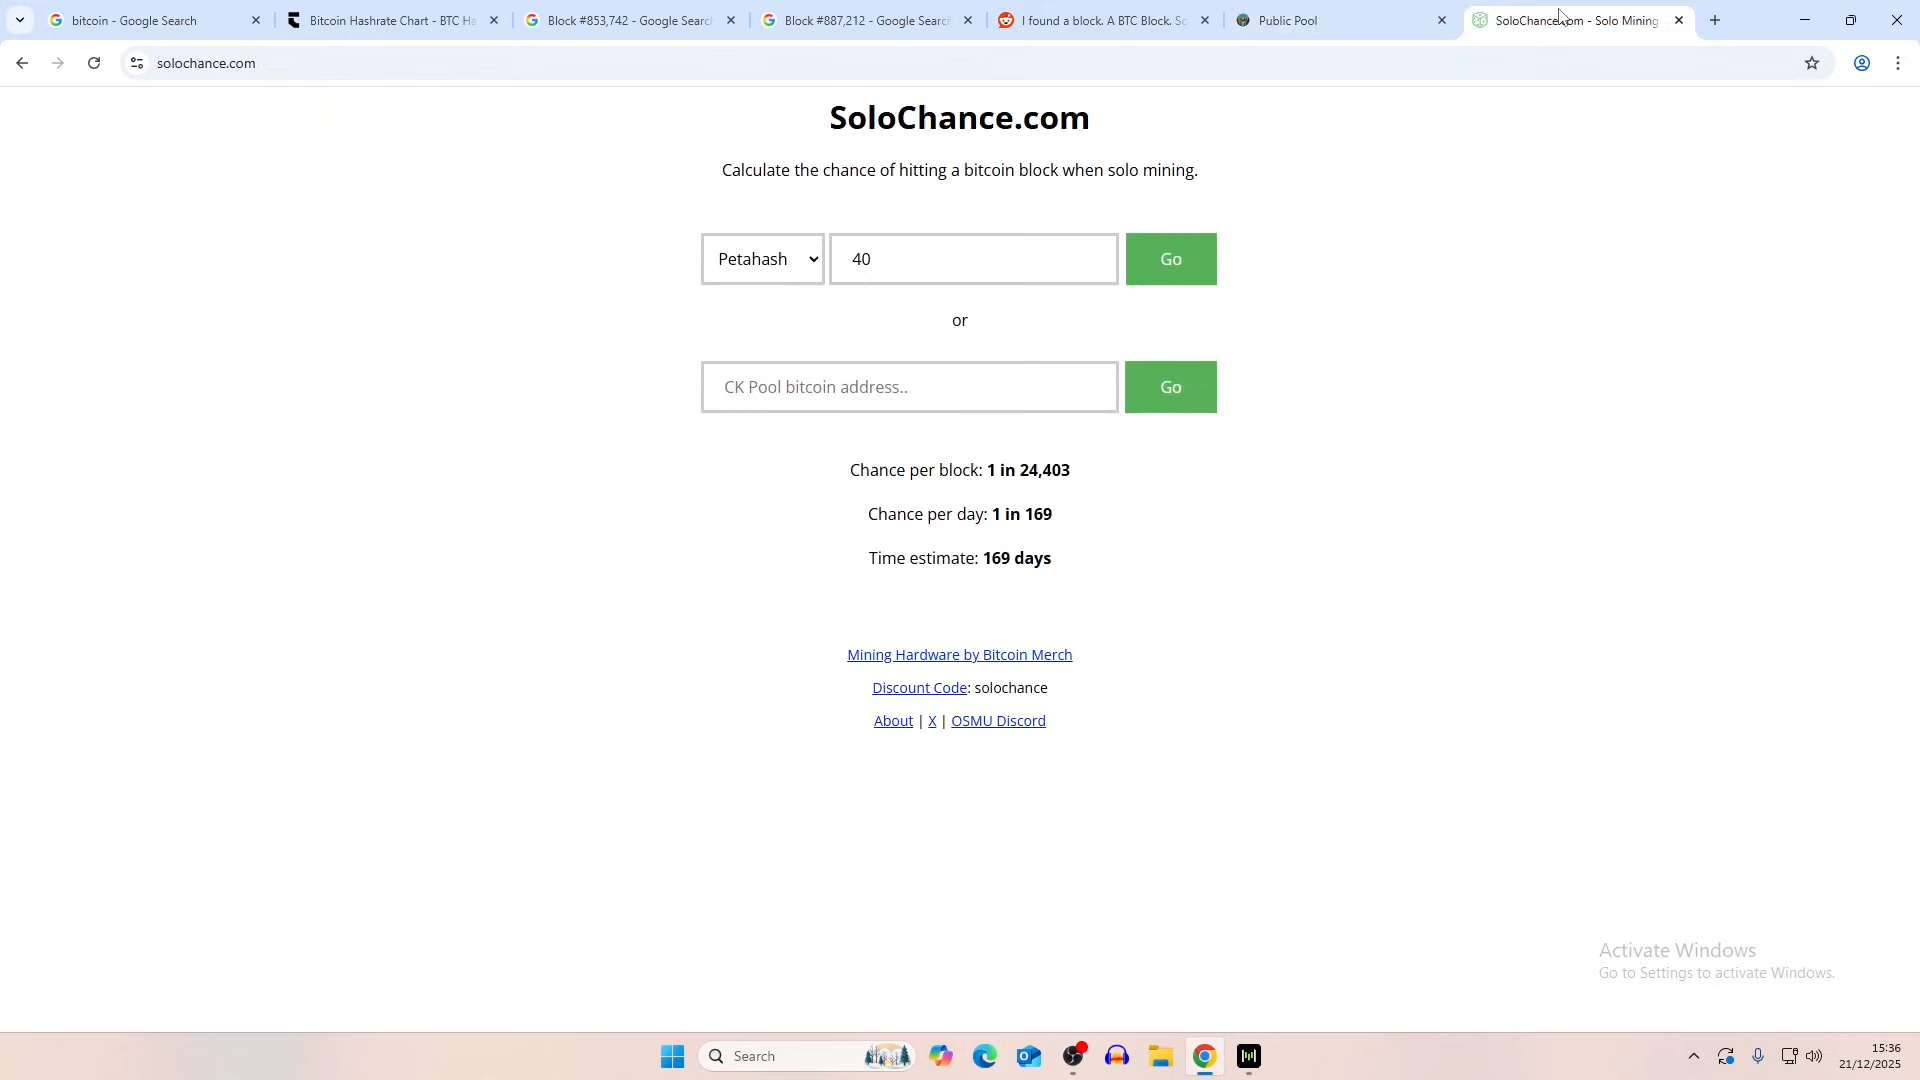 bitcoin - Google Search
Bitcoin Hashrate Chart - BTC Ha
Block #853,742 - Google Search
Block #887,212 - Google Search
I found a block. A BTC Block. So
Public Pool
SoloChance.com - Solo Mining
solochance.com
SoloChance.com
Calculate the chance of hitting a bitcoin block when solo mining.
Petahash
40
Go
or
CK Pool bitcoin address..
Go
Chance per block: 1 in 24,403
Chance per day: 1 in 169
Time estimate: 169 days
Mining Hardware by Bitcoin Merch
Discount Code: solochance
About | X | OSMU Discord
Activate Windows
Go to Settings to activate Windows.
Search
15:36
21/12/2025